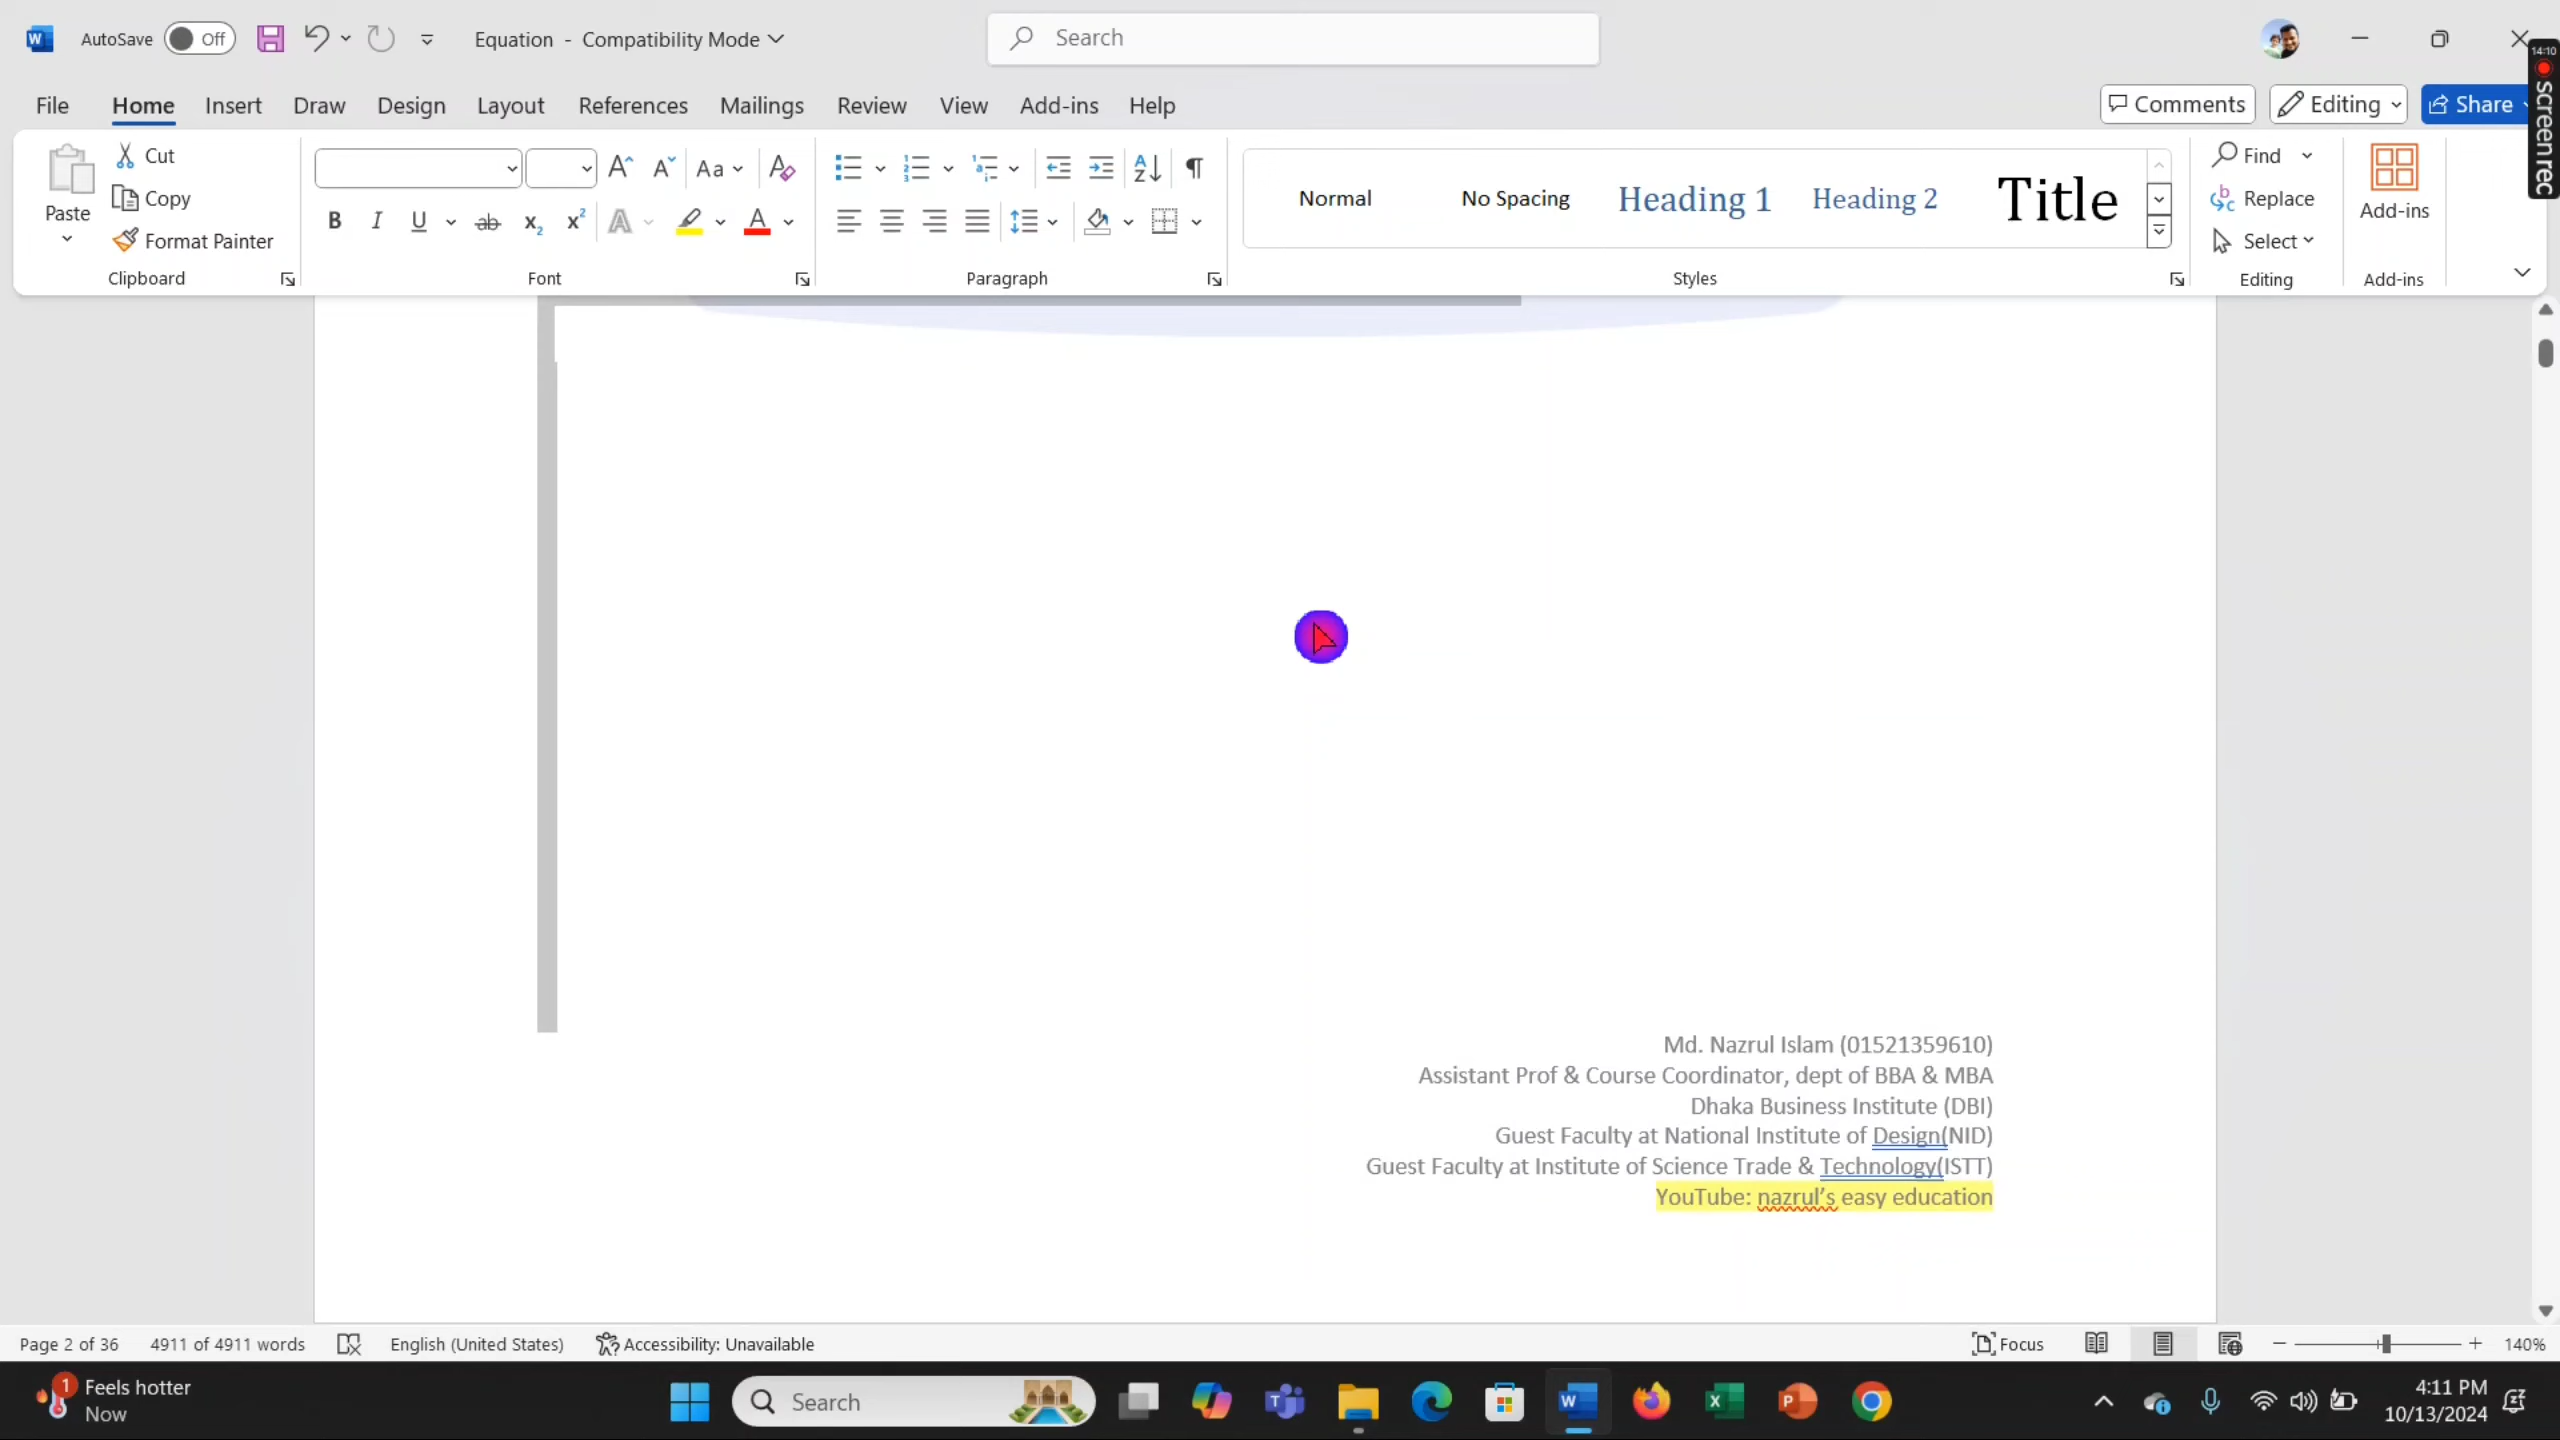 AutoSave Off Equation - Compatibility Mode Search
14:10
screen rec
File Home Insert Draw Design Layout References Mailings Review View Add-ins Help Comments Editing Share
Paste
Cut
Copy
Format Painter
Clipboard
Font
Paragraph
Normal No Spacing Heading 1 Heading 2 Title
Styles
Find
Replace
Select
Editing
Add-ins
Add-ins
Md. Nazrul Islam (01521359610)
Assistant Prof & Course Coordinator, dept of BBA & MBA
Dhaka Business Institute (DBI)
Guest Faculty at National Institute of Design(NID)
Guest Faculty at Institute of Science Trade & Technology(ISTT)
YouTube: nazrul’s easy education
Page 2 of 36 4911 of 4911 words English (United States) Accessibility: Unavailable Focus 140%
1 Feels hotter
Now
Search
4:11 PM
10/13/2024